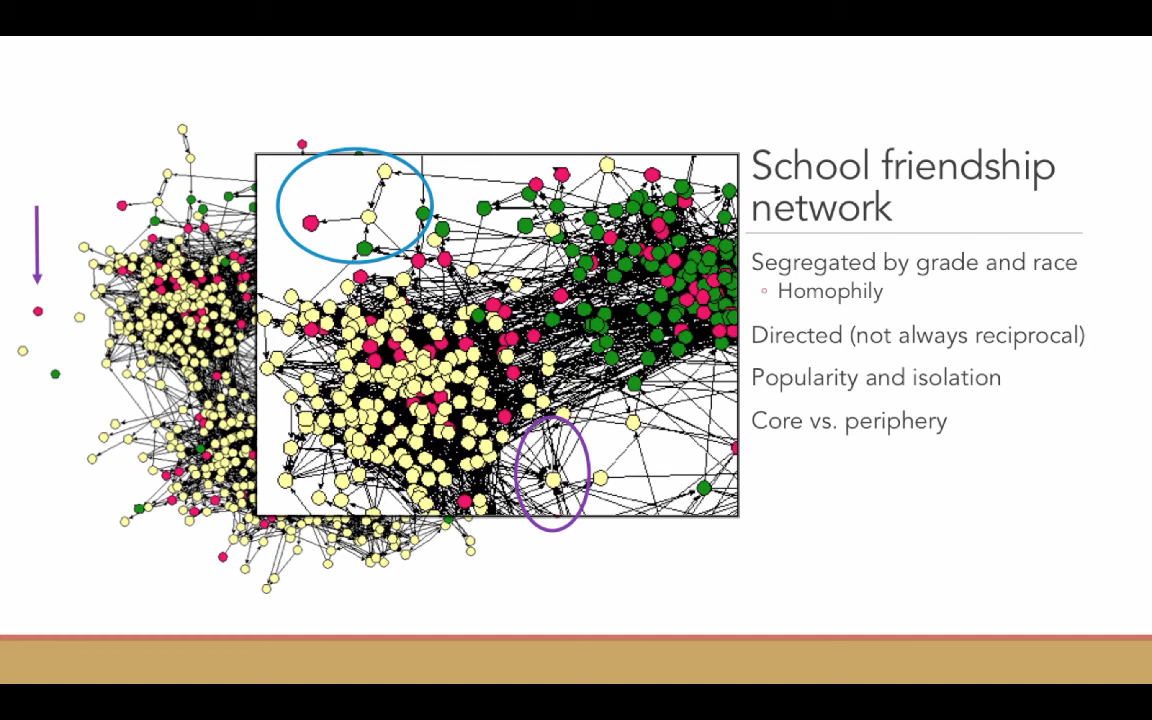 School friendship
network
Segregated by grade and race
Homophily
Directed (not always reciprocal)
Popularity and isolation
Core vs. periphery